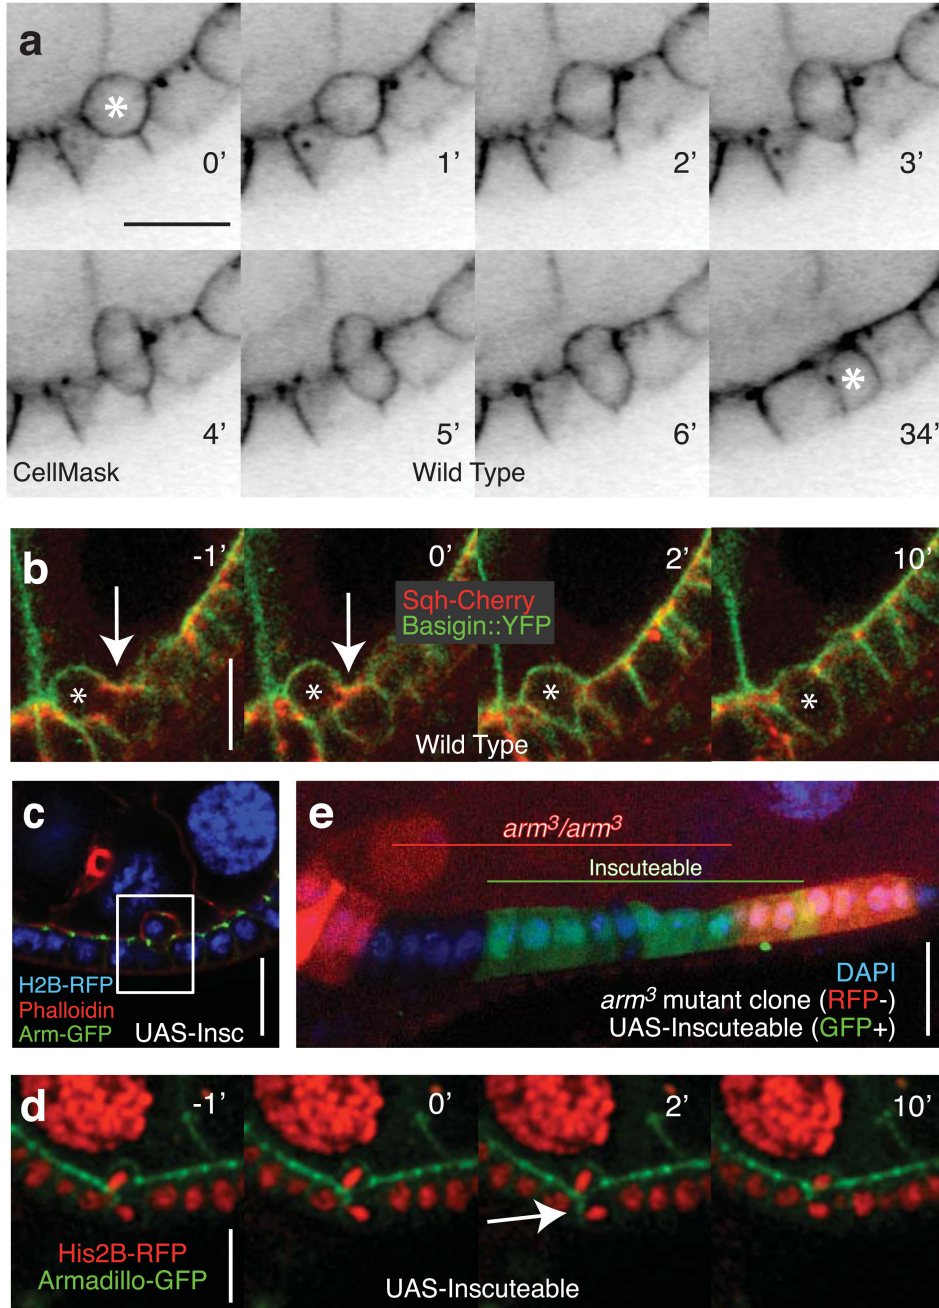 a
*
0’
1’
2’
3’
4’
5’
6’
*
34’
CellMask
Wild Type
b
-1’
0’
2’
10’
Sqh-Cherry
Basigin::YFP
*
*
*
*
Wild Type
c
H2B-RFP
Phalloidin
Arm-GFP
UAS-Insc
e
arm³/arm³
Inscuteable
DAPI
arm³ mutant clone (RFP-)
UAS-Inscuteable (GFP+)
d
-1’
0’
2’
10’
His2B-RFP
Armadillo-GFP
UAS-Inscuteable